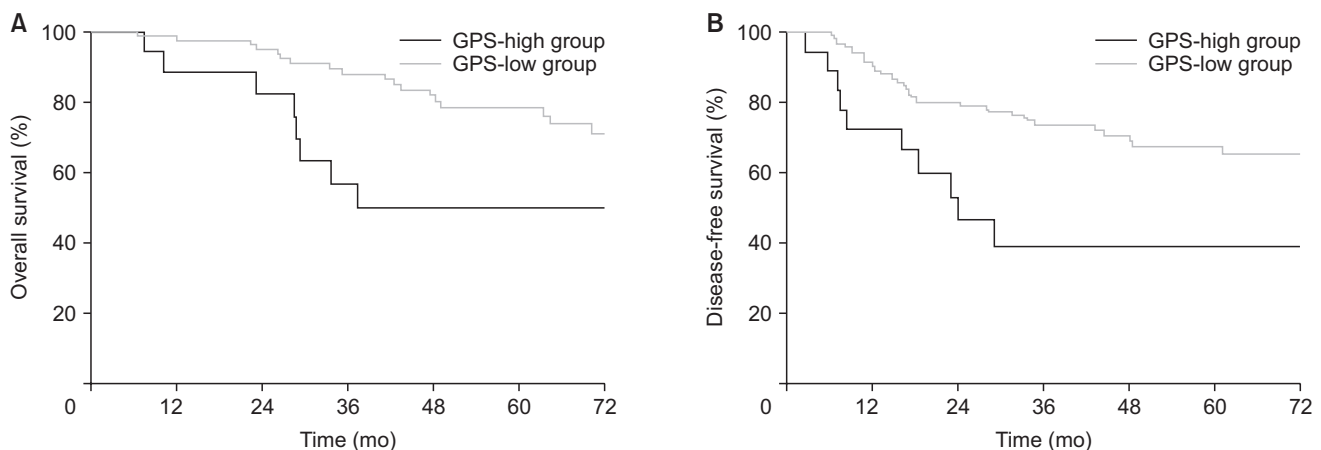 A
100
80
60
40
20
0
Overall survival (%)
GPS-high group
GPS-low group
12 24 36 48 60 72
Time (mo)
B
100
80
60
40
20
0
Disease-free survival (%)
GPS-high group
GPS-low group
12 24 36 48 60 72
Time (mo)